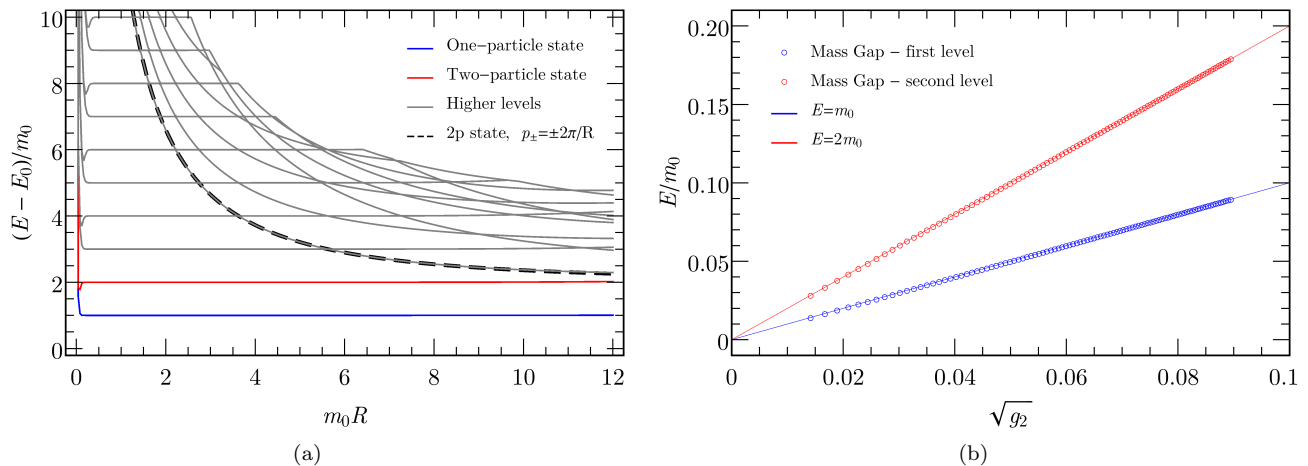 (E − E₀)/m₀
10
8
6
4
2
0
0
2
4
6
8
10
12
m₀R
One−particle state
Two−particle state
Higher levels
2p state, p±=±2π/R
(a)
E/m₀
0.20
0.15
0.10
0.05
0
0
0.02
0.04
0.06
0.08
0.1
√g₂
Mass Gap − first level
Mass Gap − second level
E=m₀
E=2m₀
(b)